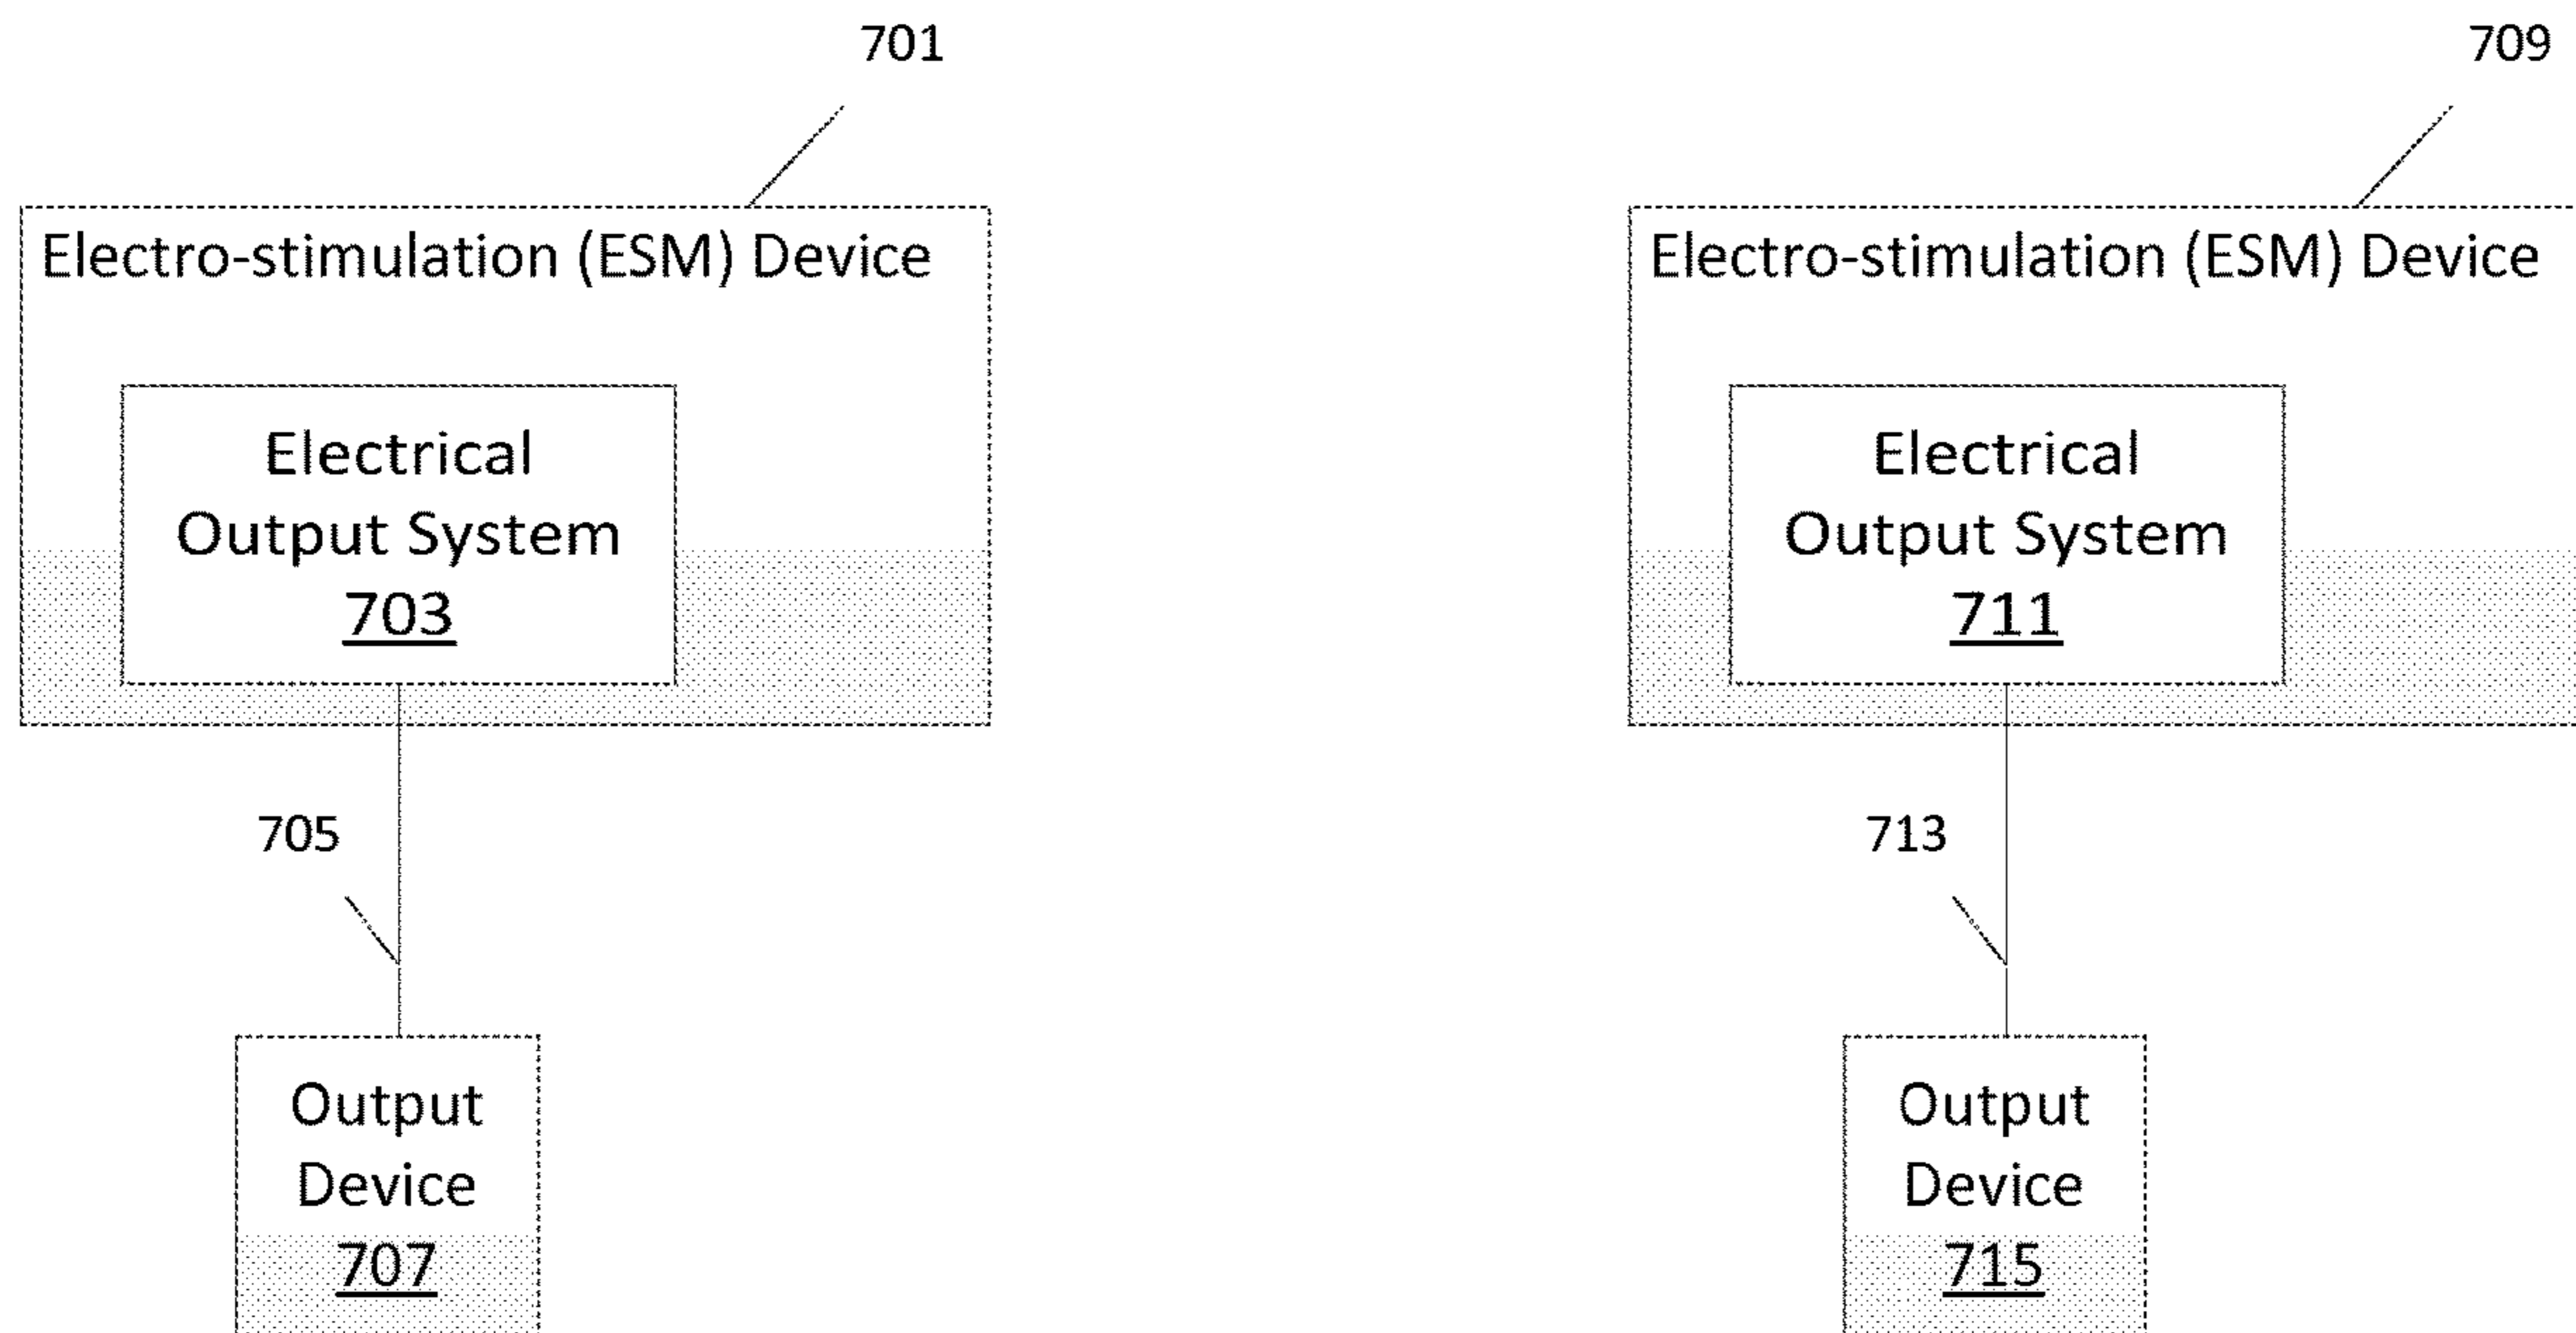 701
Electro-stimulation (ESM) Device
Electrical
Output System
703
705
Output
Device
707
709
Electro-stimulation (ESM) Device
Electrical
Output System
711
713
Output
Device
715